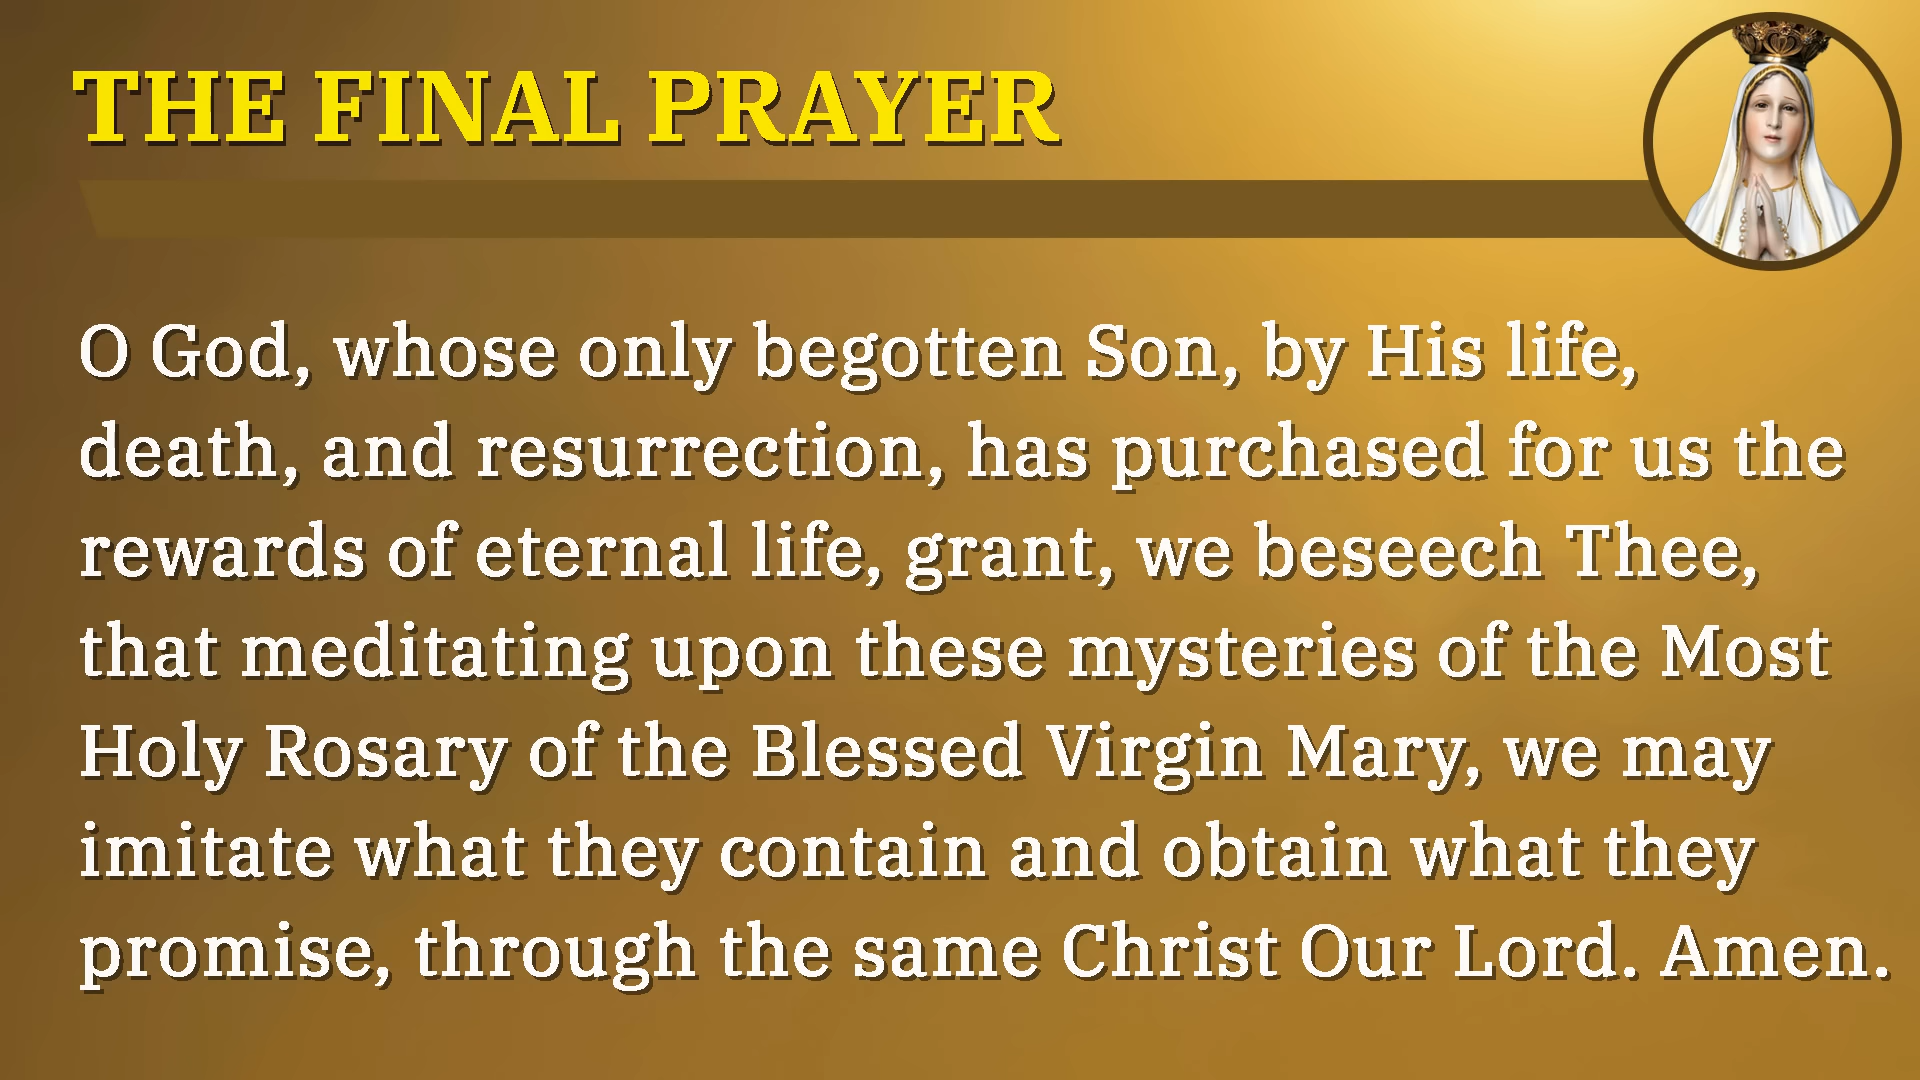 THE FINAL PRAYER
O God, whose only begotten Son, by His life,
death, and resurrection, has purchased for us the
rewards of eternal life, grant, we beseech Thee,
that meditating upon these mysteries of the Most
Holy Rosary of the Blessed Virgin Mary, we may
imitate what they contain and obtain what they
promise, through the same Christ Our Lord. Amen.